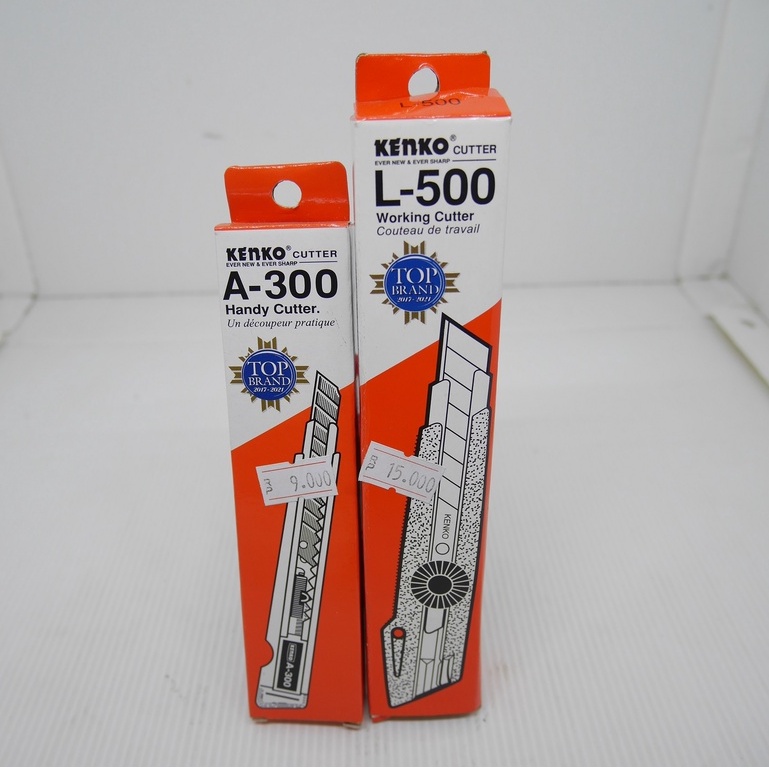 KENKO® CUTTER
EVER NEW & EVER SHARP
A-300
Handy Cutter.
Un découpeur pratique
TOP
BRAND
2017-2021
9.000
A-300
L-500
KENKO® CUTTER
EVER NEW & EVER SHARP
L-500
Working Cutter
Couteau de travail
TOP
BRAND
2017-2021
15.000
KENKO